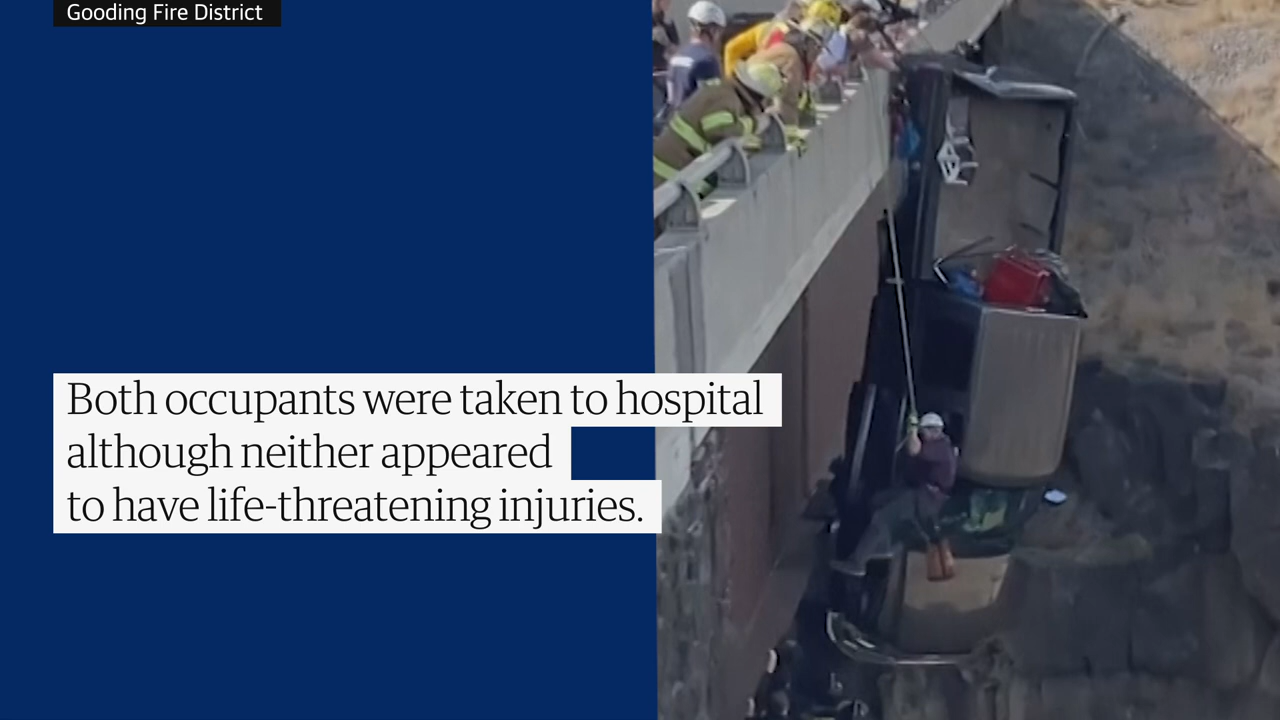 Gooding Fire District
Both occupants were taken to hospital
although neither appeared
to have life-threatening injuries.